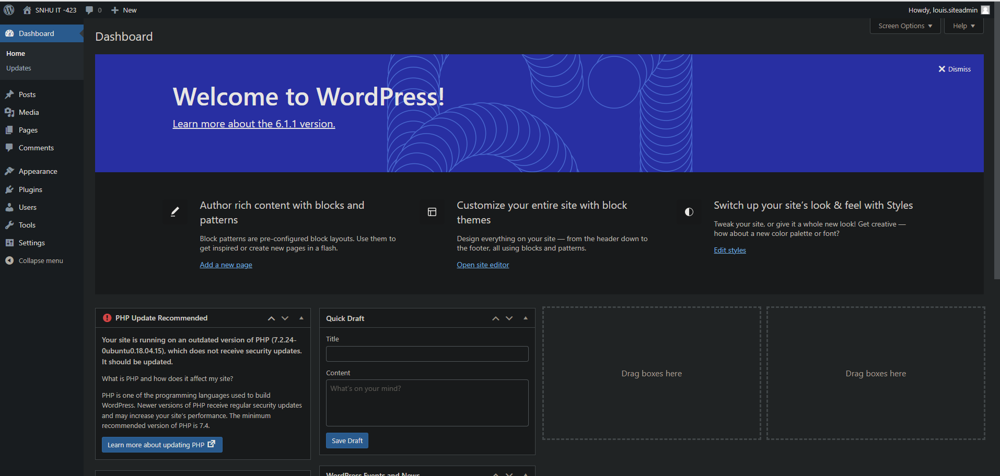 SNHU IT -423
0
New
Howdy, louis.siteadmin
Screen Options
Help
Dashboard
Home
Updates
Posts
Media
Pages
Comments
Appearance
Plugins
Users
Tools
Settings
Collapse menu
Dashboard
Dismiss
Welcome to WordPress!
Learn more about the 6.1.1 version.
Author rich content with blocks and
patterns
Block patterns are pre-configured block layouts. Use them to
get inspired or create new pages in a flash.
Add a new page
Customize your entire site with block
themes
Design everything on your site — from the header down to
the footer, all using blocks and patterns.
Open site editor
Switch up your site’s look & feel with Styles
Tweak your site, or give it a whole new look! Get creative —
how about a new color palette or font?
Edit styles
PHP Update Recommended
Your site is running on an outdated version of PHP (7.2.24-
0ubuntu0.18.04.15), which does not receive security updates.
It should be updated.
What is PHP and how does it affect my site?
PHP is one of the programming languages used to build
WordPress. Newer versions of PHP receive regular security updates
and may increase your site’s performance. The minimum
recommended version of PHP is 7.4.
Learn more about updating PHP
Quick Draft
Title
Content
What’s on your mind?
Save Draft
WordPress Events and News
Drag boxes here
Drag boxes here